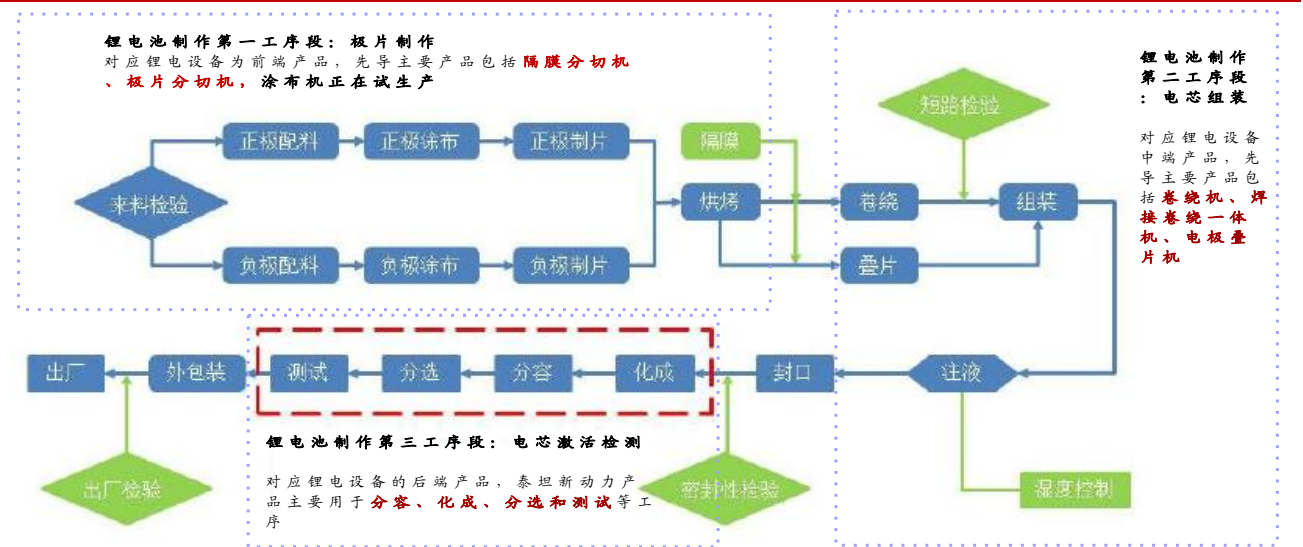 锂电池制作第一工序段：极片制作
对应锂电设备为前端产品，先导主要产品包括隔膜分切机
、极片分切机，涂布机正在试生产
锂电池制作
第二工序段
：电芯组装
对应锂电设备
中端产品，先
导主要产品包
括卷绕机、焊
接卷绕一体
机、电极叠
片机
短路检验
正极配料
正极涂布
正极制片
隔膜
来料检验
烘烤
卷绕
组装
负极配料
负极涂布
负极制片
叠片
出厂
外包装
测试
分选
分容
化成
封口
注液
锂电池制作第三工序段：电芯激活检测
对应锂电设备的后端产品，泰坦新动力产
品主要用于分容、化成、分选和测试等工
序
出厂检验
密封性检验
湿度控制